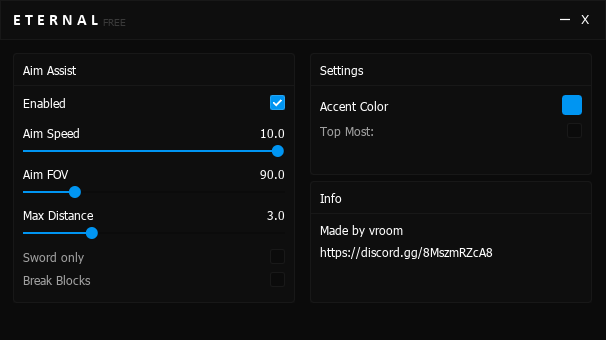 ETERNAL FREE
— X
Aim Assist
Enabled
Aim Speed 10.0
Aim FOV 90.0
Max Distance 3.0
Sword only
Break Blocks
Settings
Accent Color
Top Most:
Info
Made by vroom
https://discord.gg/8MszmRZcA8